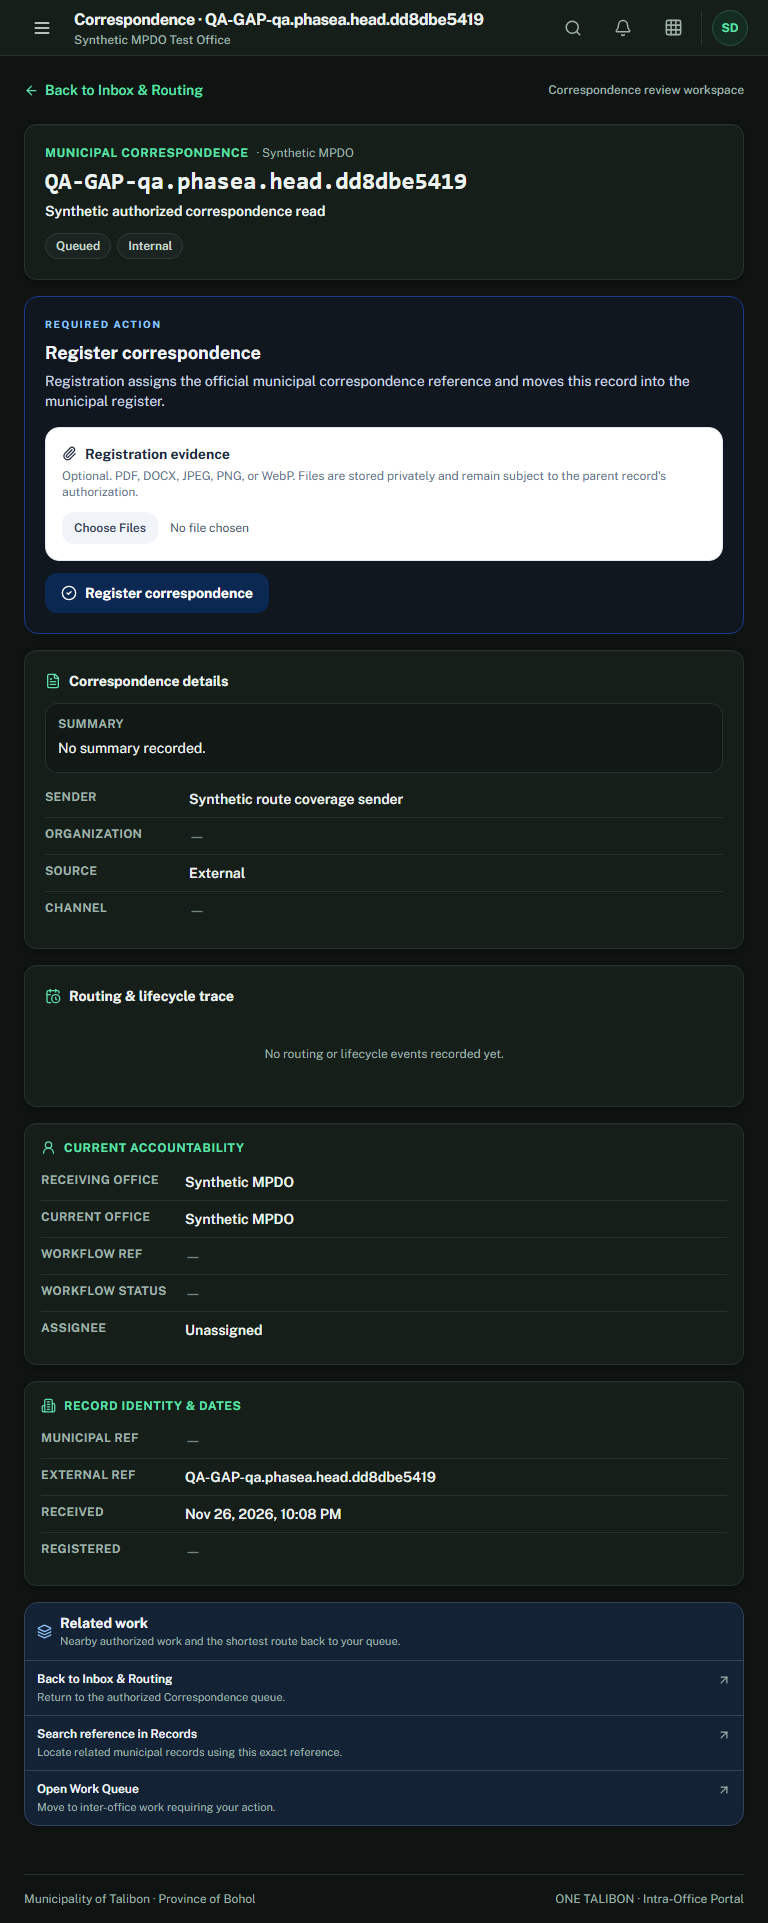 Correspondence · QA-GAP-qa.phasea.head.dd8dbe5419
Synthetic MPDO Test Office
SD
Back to Inbox & Routing
Correspondence review workspace
MUNICIPAL CORRESPONDENCE · Synthetic MPDO
QA-GAP-qa.phasea.head.dd8dbe5419
Synthetic authorized correspondence read
Queued
Internal
REQUIRED ACTION
Register correspondence
Registration assigns the official municipal correspondence reference and moves this record into the
municipal register.
Registration evidence
Optional. PDF, DOCX, JPEG, PNG, or WebP. Files are stored privately and remain subject to the parent record's
authorization.
Choose Files No file chosen
Register correspondence
Correspondence details
SUMMARY
No summary recorded.
SENDER Synthetic route coverage sender
ORGANIZATION —
SOURCE External
CHANNEL —
Routing & lifecycle trace
No routing or lifecycle events recorded yet.
CURRENT ACCOUNTABILITY
RECEIVING OFFICE Synthetic MPDO
CURRENT OFFICE Synthetic MPDO
WORKFLOW REF —
WORKFLOW STATUS —
ASSIGNEE Unassigned
RECORD IDENTITY & DATES
MUNICIPAL REF —
EXTERNAL REF QA-GAP-qa.phasea.head.dd8dbe5419
RECEIVED Nov 26, 2026, 10:08 PM
REGISTERED —
Related work
Nearby authorized work and the shortest route back to your queue.
Back to Inbox & Routing
Return to the authorized Correspondence queue.
Search reference in Records
Locate related municipal records using this exact reference.
Open Work Queue
Move to inter-office work requiring your action.
Municipality of Talibon · Province of Bohol
ONE TALIBON · Intra-Office Portal